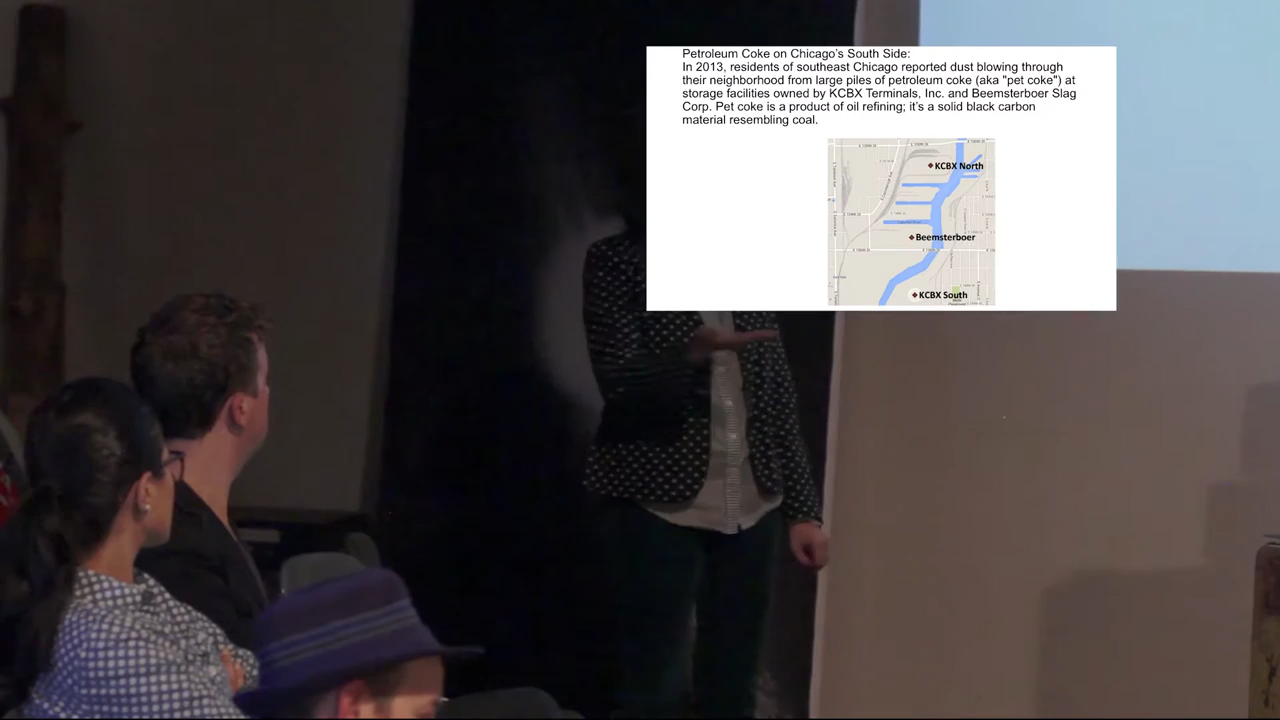 Petroleum Coke on Chicago's South Side:
In 2013, residents of southeast Chicago reported dust blowing through
their neighborhood from large piles of petroleum coke (aka "pet coke") at
storage facilities owned by KCBX Terminals, Inc. and Beemsterboer Slag
Corp. Pet coke is a product of oil refining; it's a solid black carbon
material resembling coal.
KCBX North
Beemsterboer
KCBX South